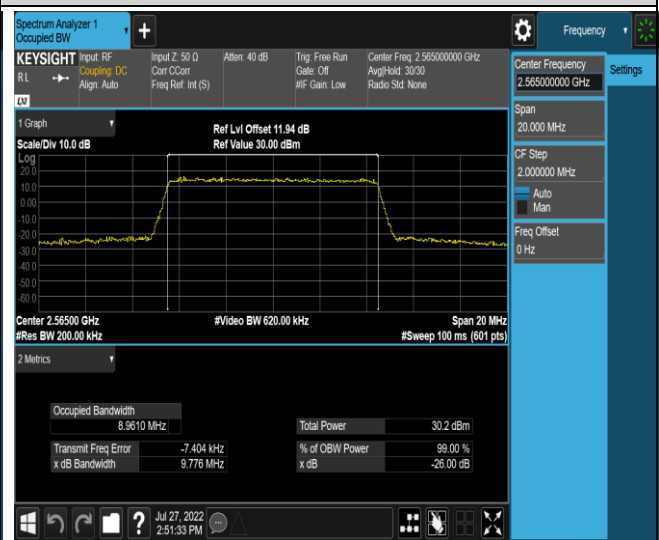 Spectrum Analyzer 1
Occupied BW
Frequency
KEYSIGHT
R L
LXI
Input: RF
Coupling: DC
Align: Auto
Input Z: 50 Ω
Corr CCorr
Freq Ref: Int (S)
Atten: 40 dB
Trig: Free Run
Gate: Off
#IF Gain: Low
Center Freq: 2.565000000 GHz
Avg|Hold: 30/30
Radio Std: None
Center Frequency
2.565000000 GHz
Settings
Span
20.000 MHz
CF Step
2.000000 MHz
Auto
Man
Freq Offset
0 Hz
1 Graph
Ref Lvl Offset 11.94 dB
Scale/Div 10.0 dB
Ref Value 30.00 dBm
Log
20.0
10.0
0.00
-10.0
-20.0
-30.0
-40.0
-50.0
-60.0
Center 2.56500 GHz
#Video BW 620.00 kHz
Span 20 MHz
#Res BW 200.00 kHz
#Sweep 100 ms (601 pts)
2 Metrics
Occupied Bandwidth
8.9610 MHz
Total Power 30.2 dBm
Transmit Freq Error -7.404 kHz
% of OBW Power 99.00 %
x dB Bandwidth 9.776 MHz
x dB -26.00 dB
?
Jul 27, 2022
2:51:33 PM